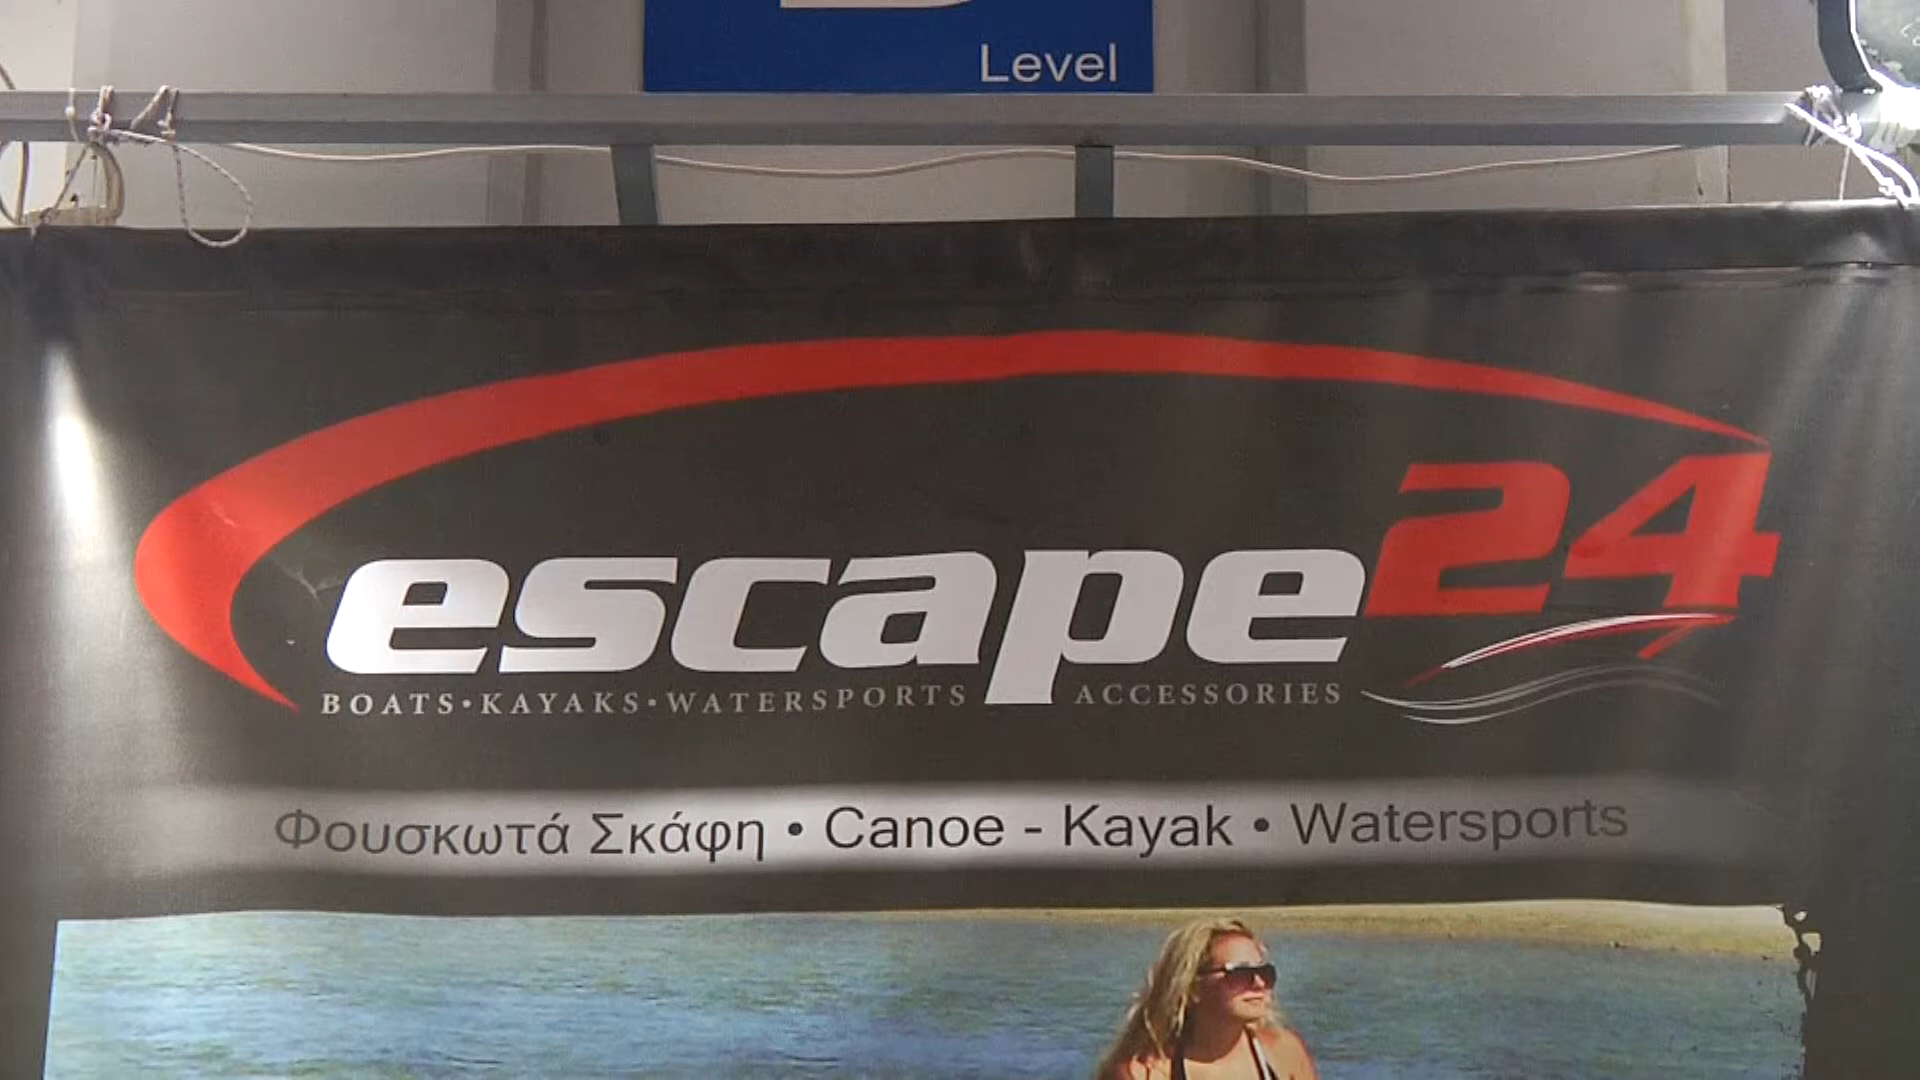 Level
escape24
BOATS•KAYAKS•WATERSPORTS ACCESSORIES
Φουσκωτά Σκάφη • Canoe - Kayak • Watersports